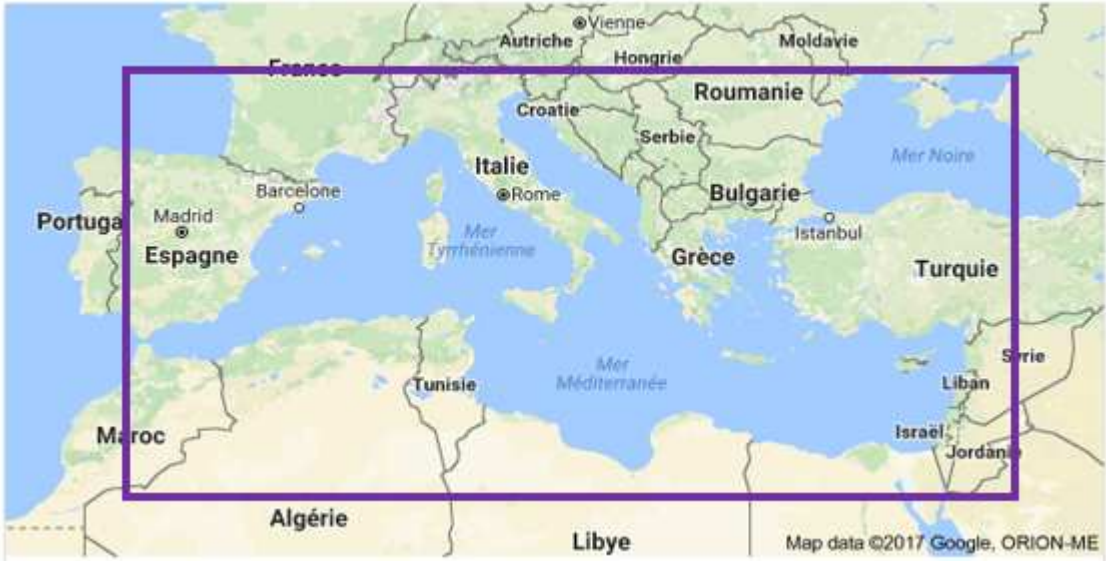 Vienne
Autriche
Moldavie
Hongrie
France
Roumanie
Croatie
Serbie
Mer Noire
Italie
Barcelone
Rome
Bulgarie
Madrid
Portuga
Istanbul
Mer
Tyrrhénienne
Espagne
Grèce
Turquie
Mer
Méditerranée
Syrie
Tunisie
Liban
Maroc
Israël
Jordanie
Algérie
Libye
Map data ©2017 Google, ORION-ME